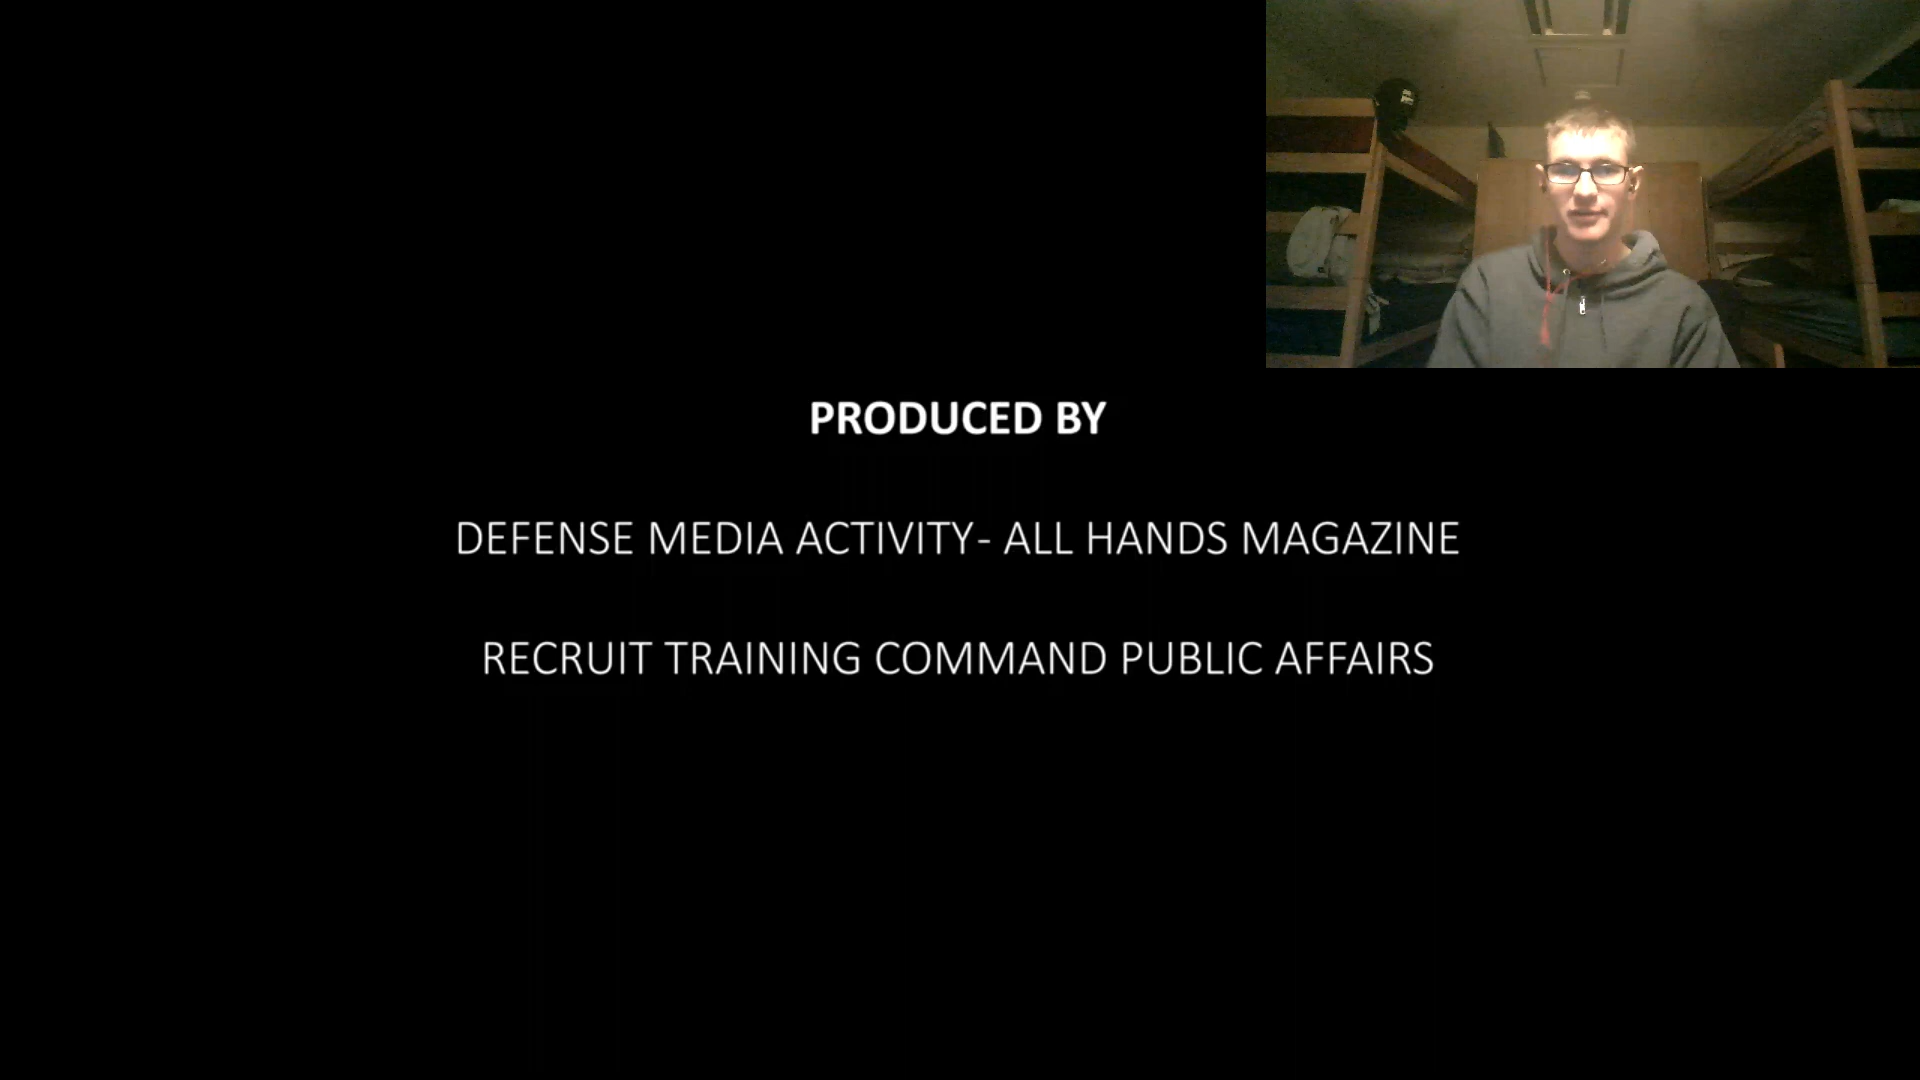 PRODUCED BY
DEFENSE MEDIA ACTIVITY- ALL HANDS MAGAZINE
RECRUIT TRAINING COMMAND PUBLIC AFFAIRS